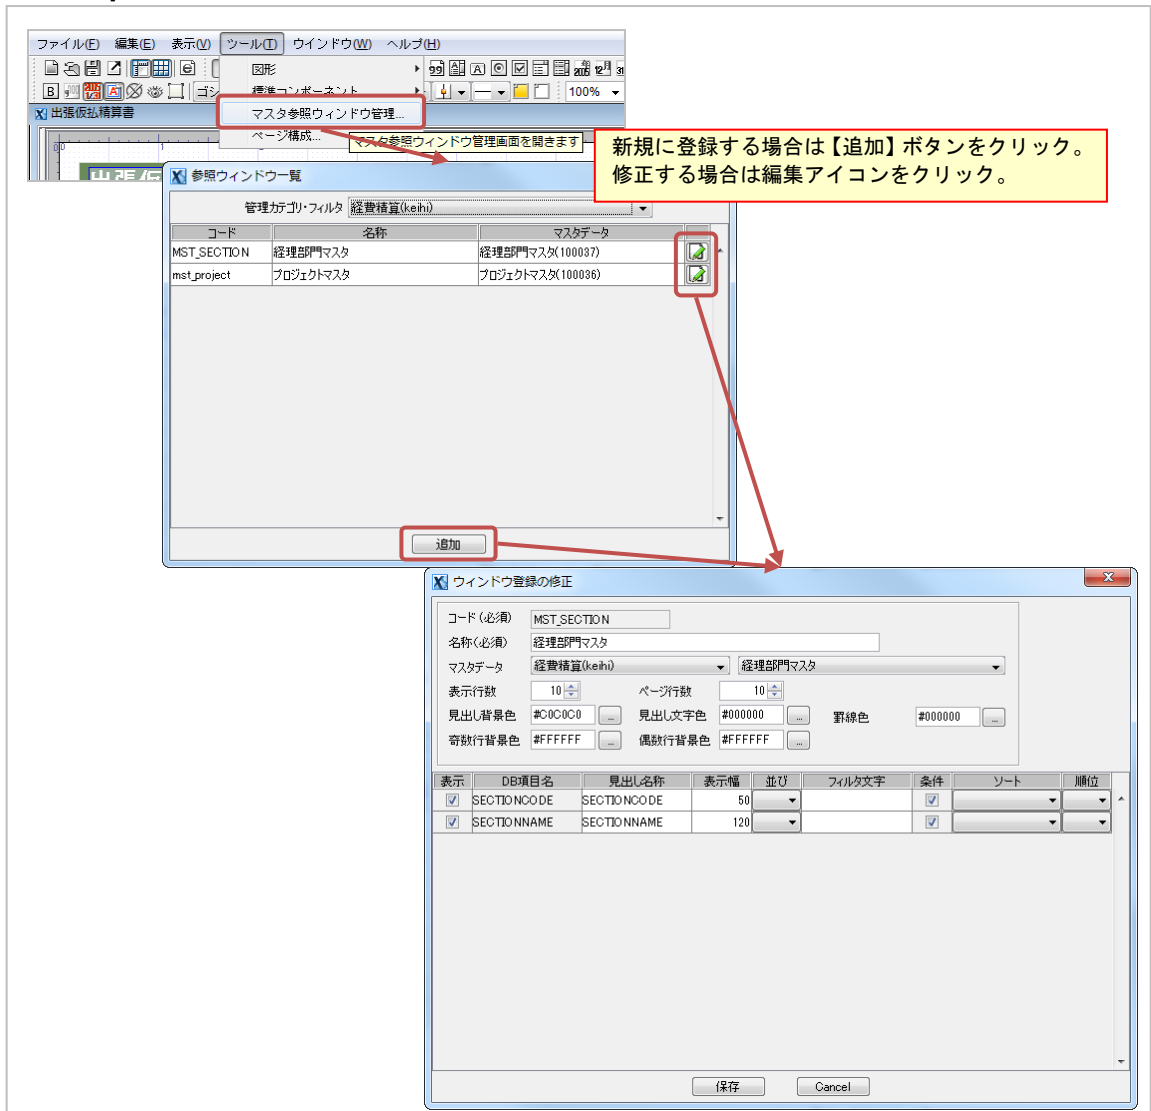 ファイル(F) 編集(E) 表示(V) ツール(T) ウインドウ(W) ヘルプ(H)
図形
標準コンポーネント
100%
出張仮払精算書
マスタ参照ウィンドウ管理...
ページ構成...
マスタ参照ウィンドウ管理画面を開きます
新規に登録する場合は【追加】ボタンをクリック。
修正する場合は編集アイコンをクリック。
参照ウィンドウ一覧
管理カテゴリ・フィルタ 経費積算(keihi)
コード 名称 マスタデータ
MST_SECTION 経理部門マスタ 経理部門マスタ(100037)
mst_project プロジェクトマスタ プロジェクトマスタ(100036)
追加
ウィンドウ登録の修正
コード(必須) MST_SECTION
名称(必須) 経理部門マスタ
マスタデータ 経費積算(keihi) 経理部門マスタ
表示行数 10 ページ行数 10
見出し背景色 #C0C0C0 ... 見出し文字色 #000000 ... 罫線色 #000000 ...
奇数行背景色 #FFFFFF ... 偶数行背景色 #FFFFFF ...
表示 DB項目名 見出し名称 表示幅 並び フィルタ文字 条件 ソート 順位
SECTIONCODE SECTIONCODE 50
SECTIONNAME SECTIONNAME 120
保存 Cancel